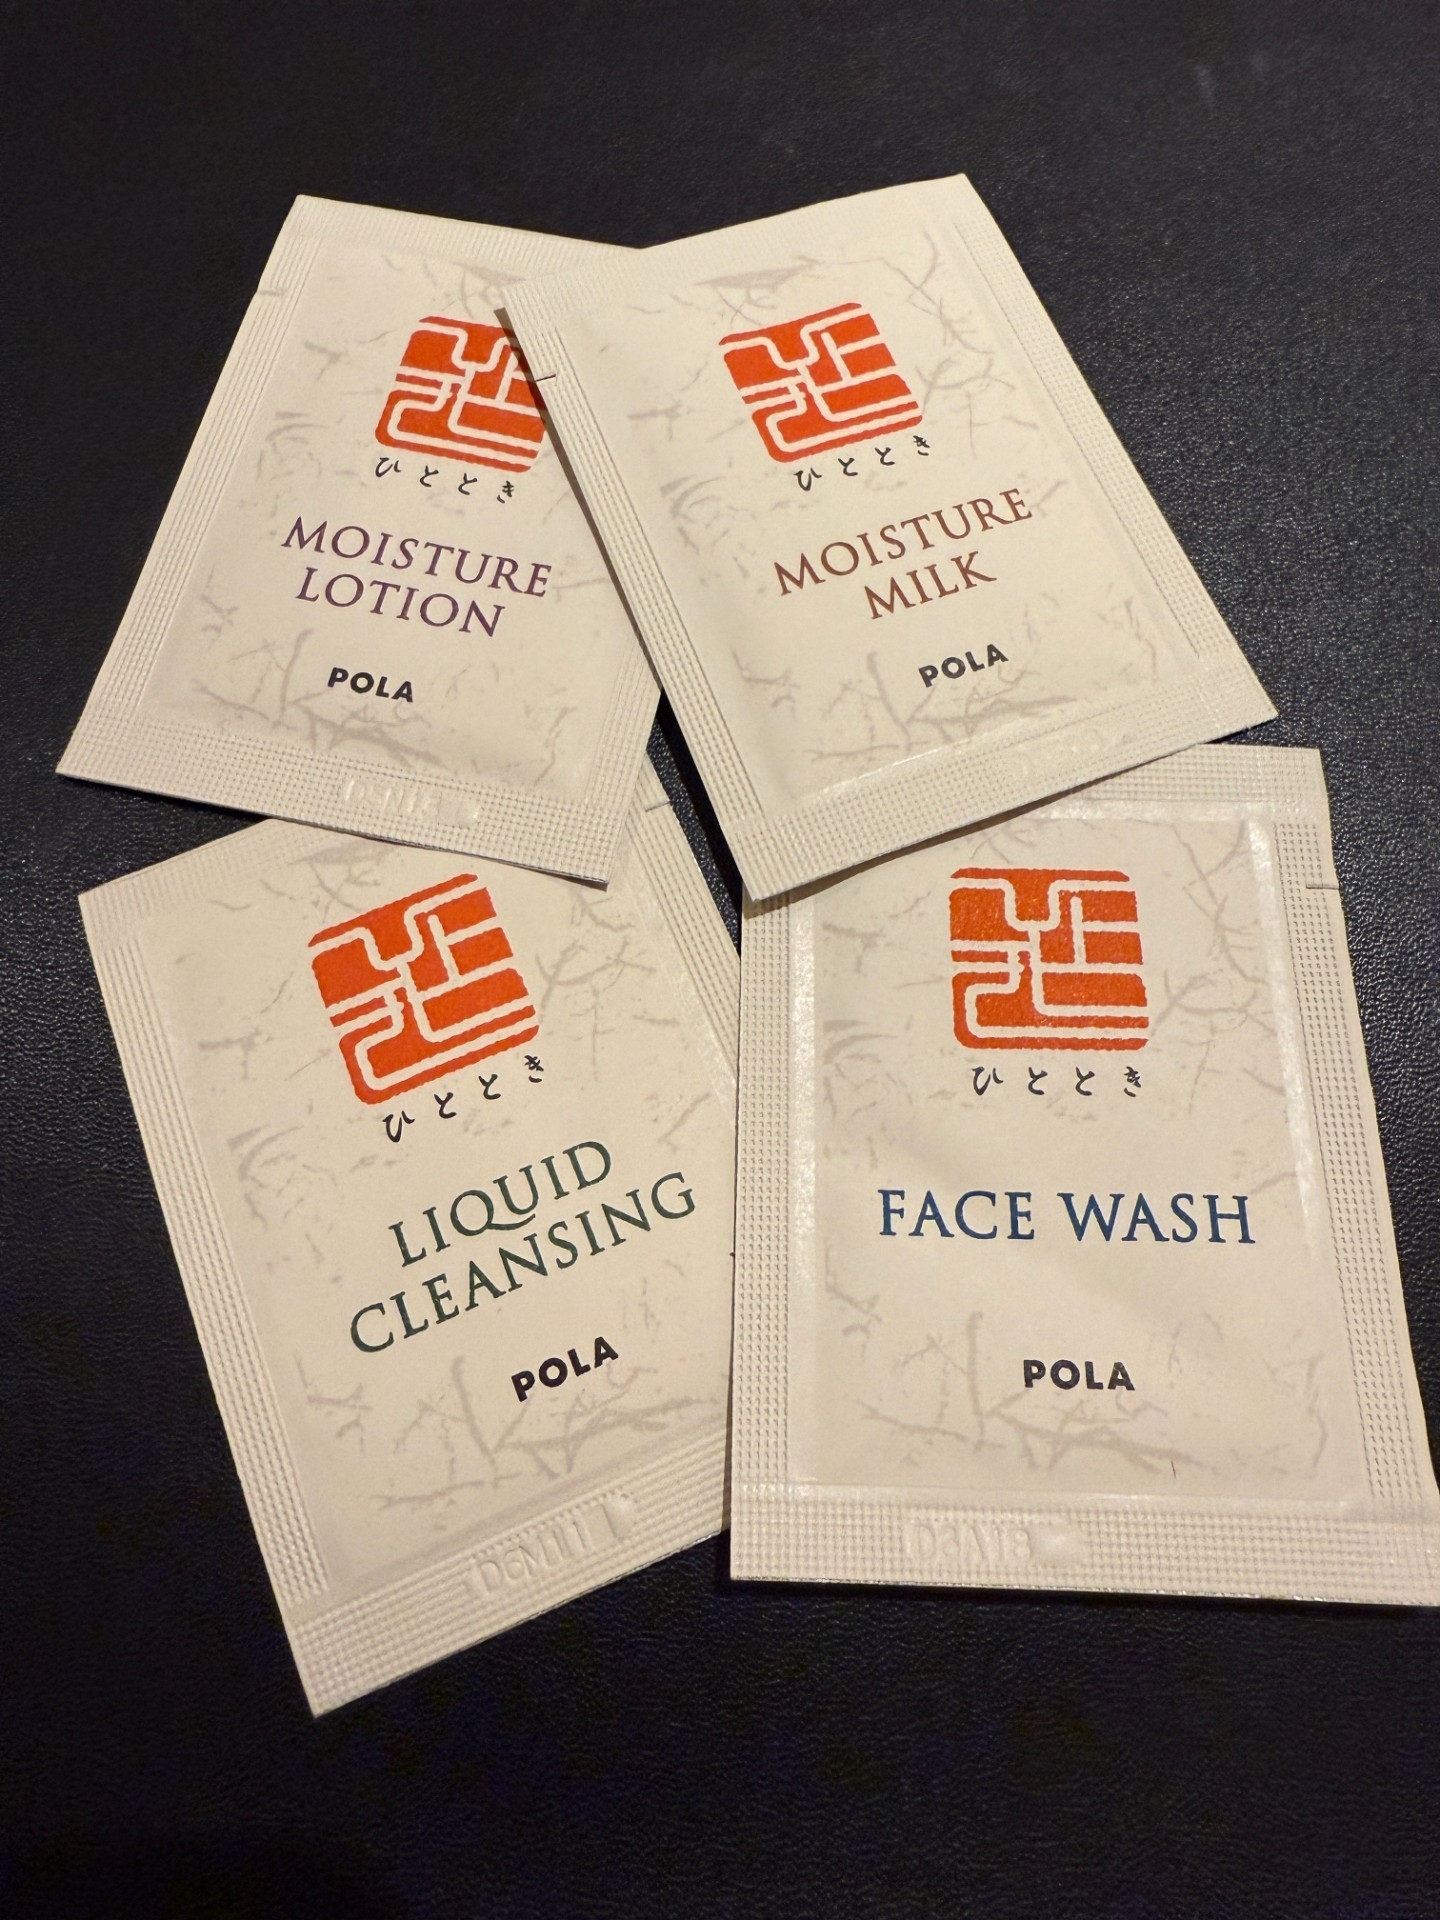 ひととき
MOISTURE
LOTION
POLA
ひととき
MOISTURE
MILK
POLA
ひととき
LIQUID
CLEANSING
POLA
D6M111
ひととき
FACE WASH
POLA